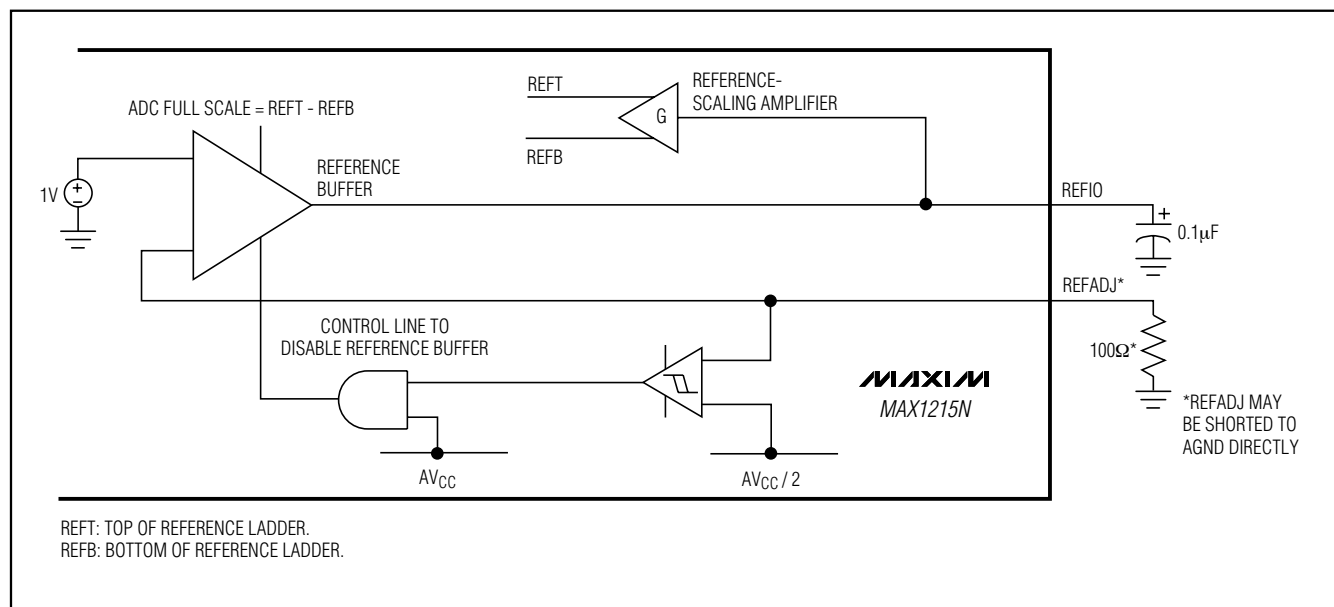 REFT
REFERENCE-
SCALING AMPLIFIER
G
REFB
ADC FULL SCALE = REFT - REFB
REFERENCE
BUFFER
1V
+
−
REFIO
+
0.1μF
REFADJ*
CONTROL LINE TO
DISABLE REFERENCE BUFFER
100Ω*
MAXIM
MAX1215N
*REFADJ MAY
BE SHORTED TO
AGND DIRECTLY
AVCC
AVCC / 2
REFT: TOP OF REFERENCE LADDER.
REFB: BOTTOM OF REFERENCE LADDER.